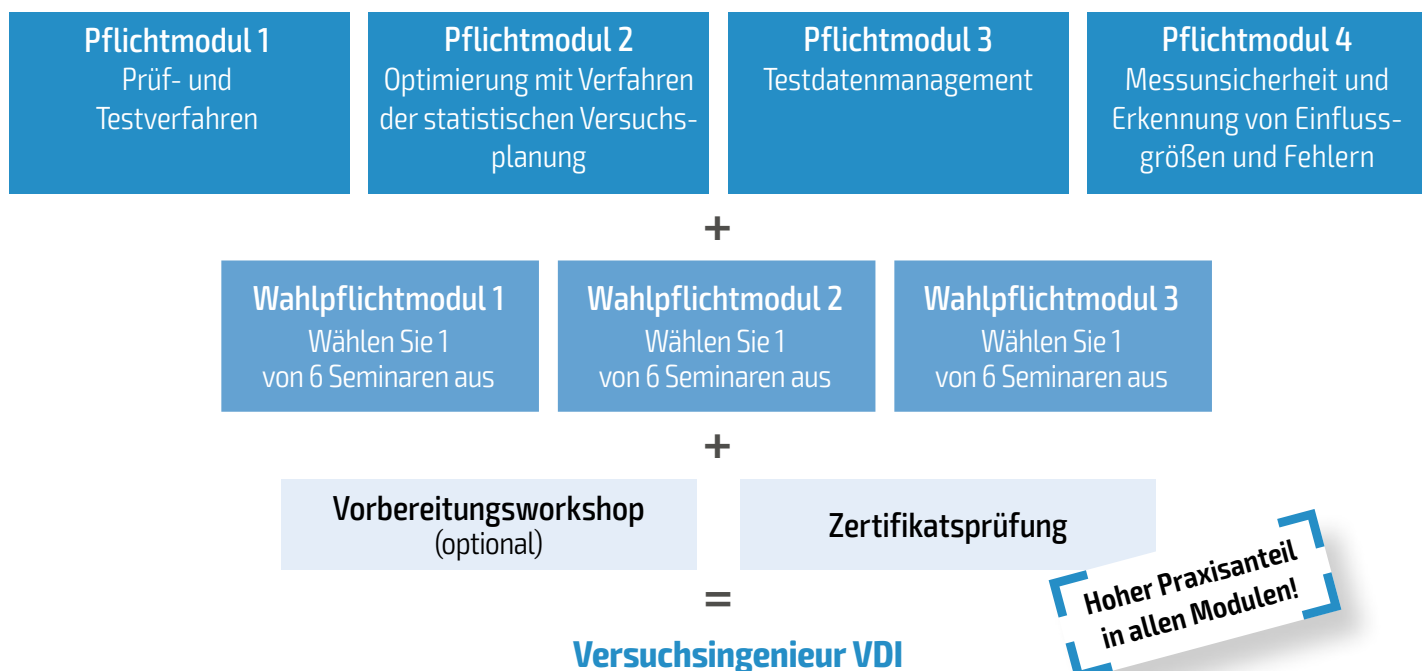 Pflichtmodul 1
Prüf- und
Testverfahren
Pflichtmodul 2
Optimierung mit Verfahren
der statistischen Versuchs-
planung
Pflichtmodul 3
Testdatenmanagement
Pflichtmodul 4
Messunsicherheit und
Erkennung von Einfluss-
größen und Fehlern
+
Wahlpflichtmodul 1
Wählen Sie 1
von 6 Seminaren aus
Wahlpflichtmodul 2
Wählen Sie 1
von 6 Seminaren aus
Wahlpflichtmodul 3
Wählen Sie 1
von 6 Seminaren aus
+
Vorbereitungsworkshop
(optional)
Zertifikatsprüfung
=
Hoher Praxisanteil
in allen Modulen!
Versuchsingenieur VDI